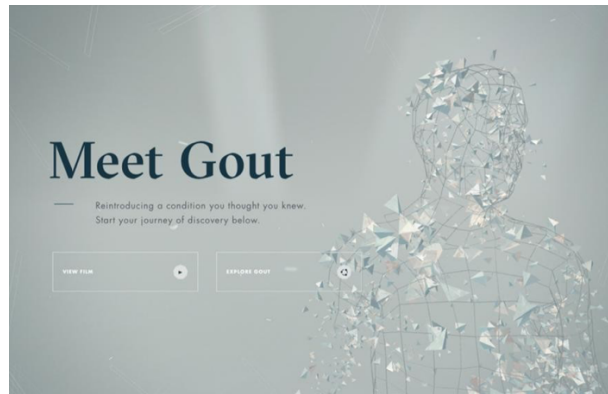 Meet Gout
Reintroducing a condition you thought you knew.
Start your journey of discovery below.
VIEW FILM
EXPLORE GOUT